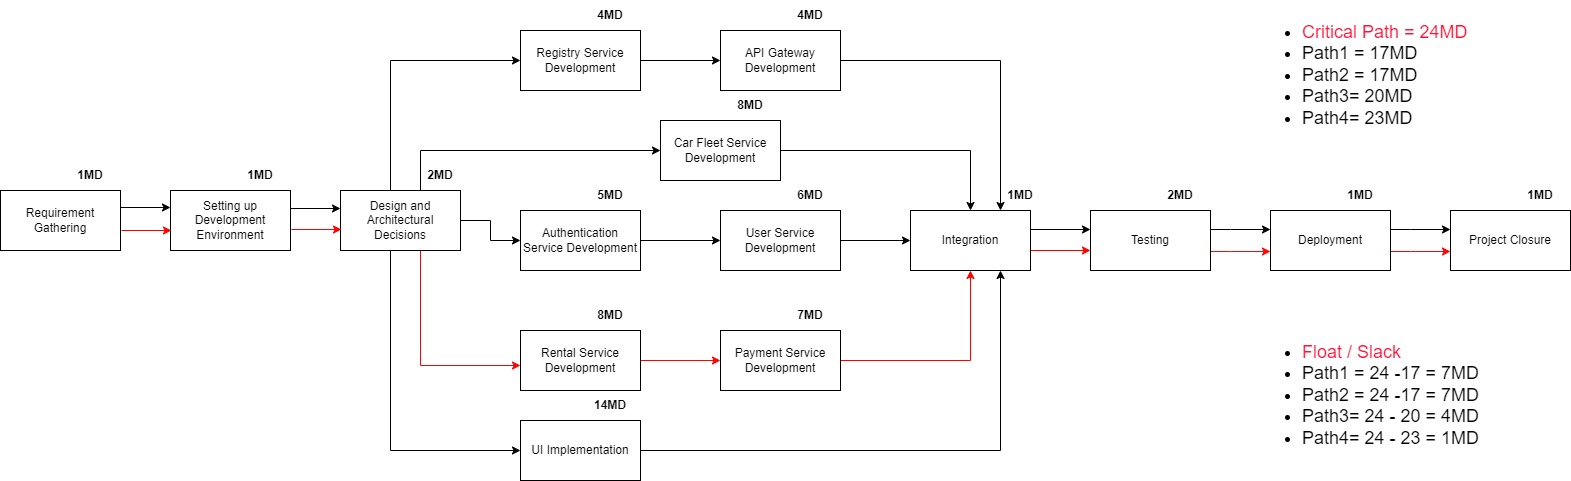 4MD
4MD
Registry Service
Development
API Gateway
Development
Critical Path = 24MD
Path1 = 17MD
Path2 = 17MD
Path3= 20MD
Path4= 23MD
8MD
Car Fleet Service
Development
1MD
1MD
2MD
Requirement
Gathering
Setting up
Development
Environment
Design and
Architectural
Decisions
5MD
6MD
1MD
2MD
1MD
1MD
Authentication
Service Development
User Service
Development
Integration
Testing
Deployment
Project Closure
8MD
7MD
Rental Service
Development
Payment Service
Development
14MD
UI Implementation
Float / Slack
Path1 = 24 -17 = 7MD
Path2 = 24 -17 = 7MD
Path3= 24 - 20 = 4MD
Path4= 24 - 23 = 1MD